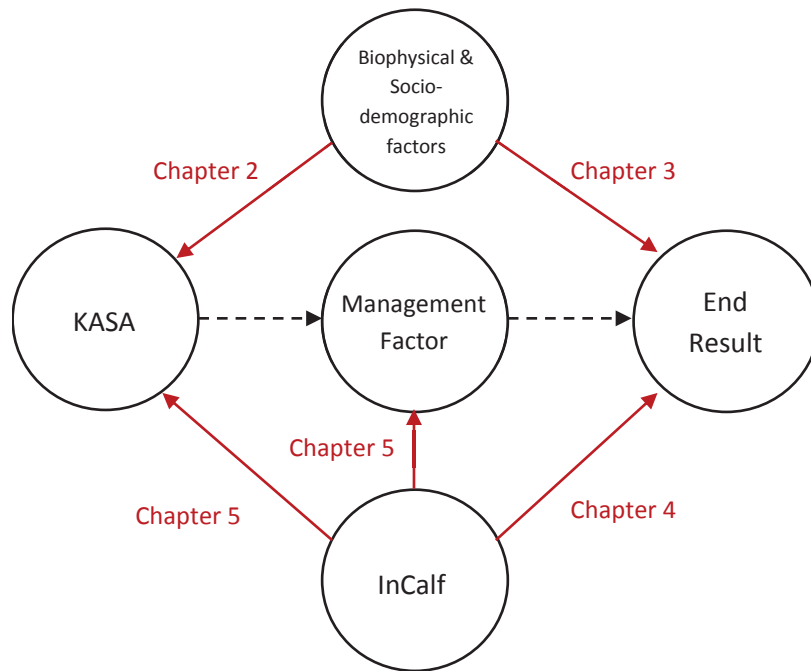 Biophysical &
Socio-
demographic
factors
Chapter 2
Chapter 3
KASA
Management
Factor
End
Result
Chapter 5
Chapter 5
Chapter 4
InCalf